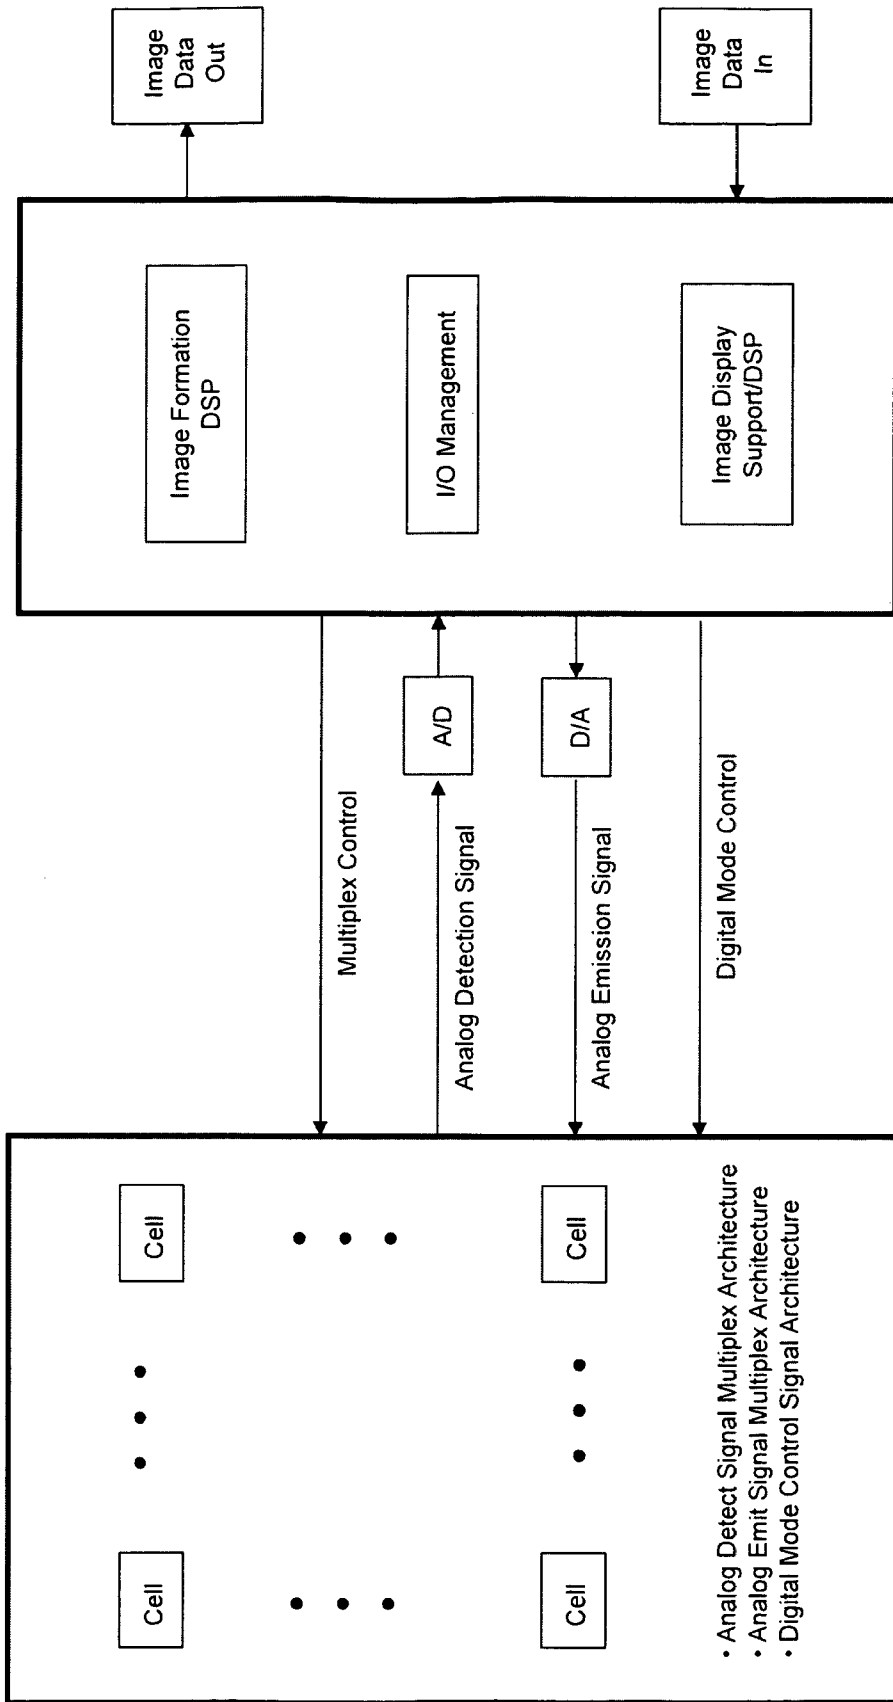 Cell
Cell
Cell
Cell
• Analog Detect Signal Multiplex Architecture
• Analog Emit Signal Multiplex Architecture
• Digital Mode Control Signal Architecture
Multiplex Control
A/D
Analog Detection Signal
D/A
Analog Emission Signal
Digital Mode Control
Image Formation
DSP
I/O Management
Image Display
Support/DSP
Image
Data
Out
Image
Data
In